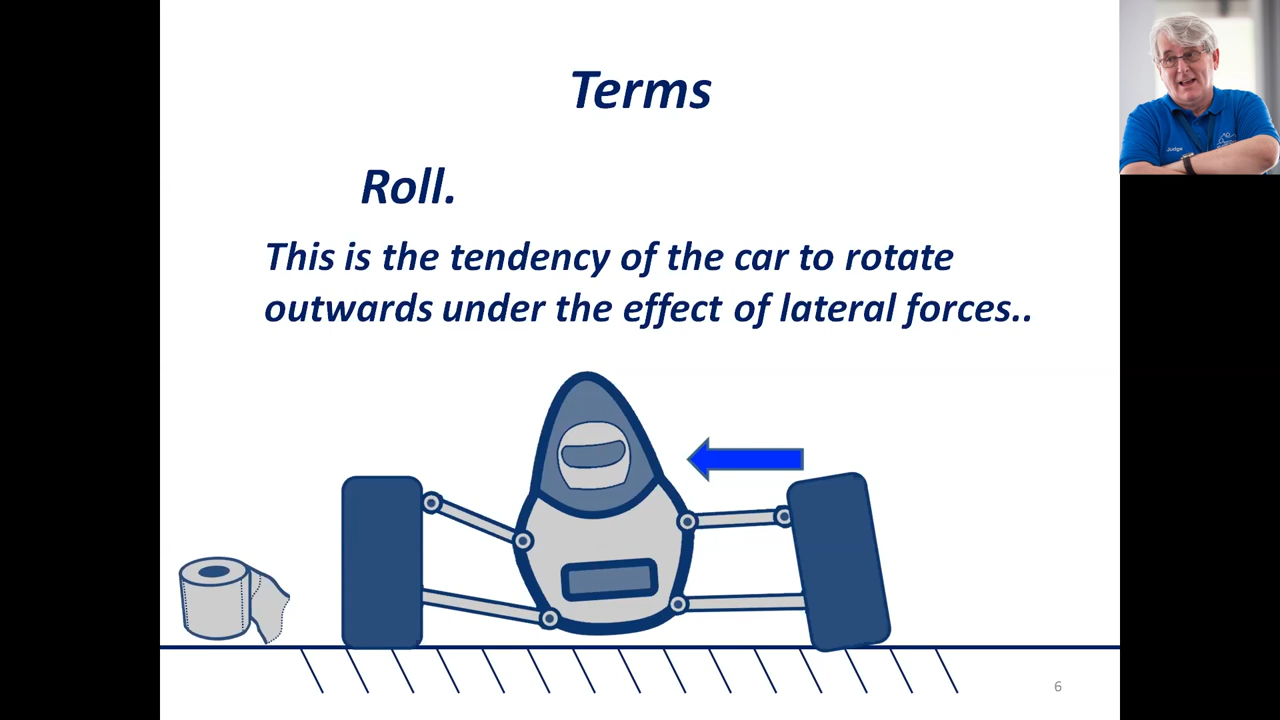 Terms
Roll.
This is the tendency of the car to rotate
outwards under the effect of lateral forces..
Judge
6